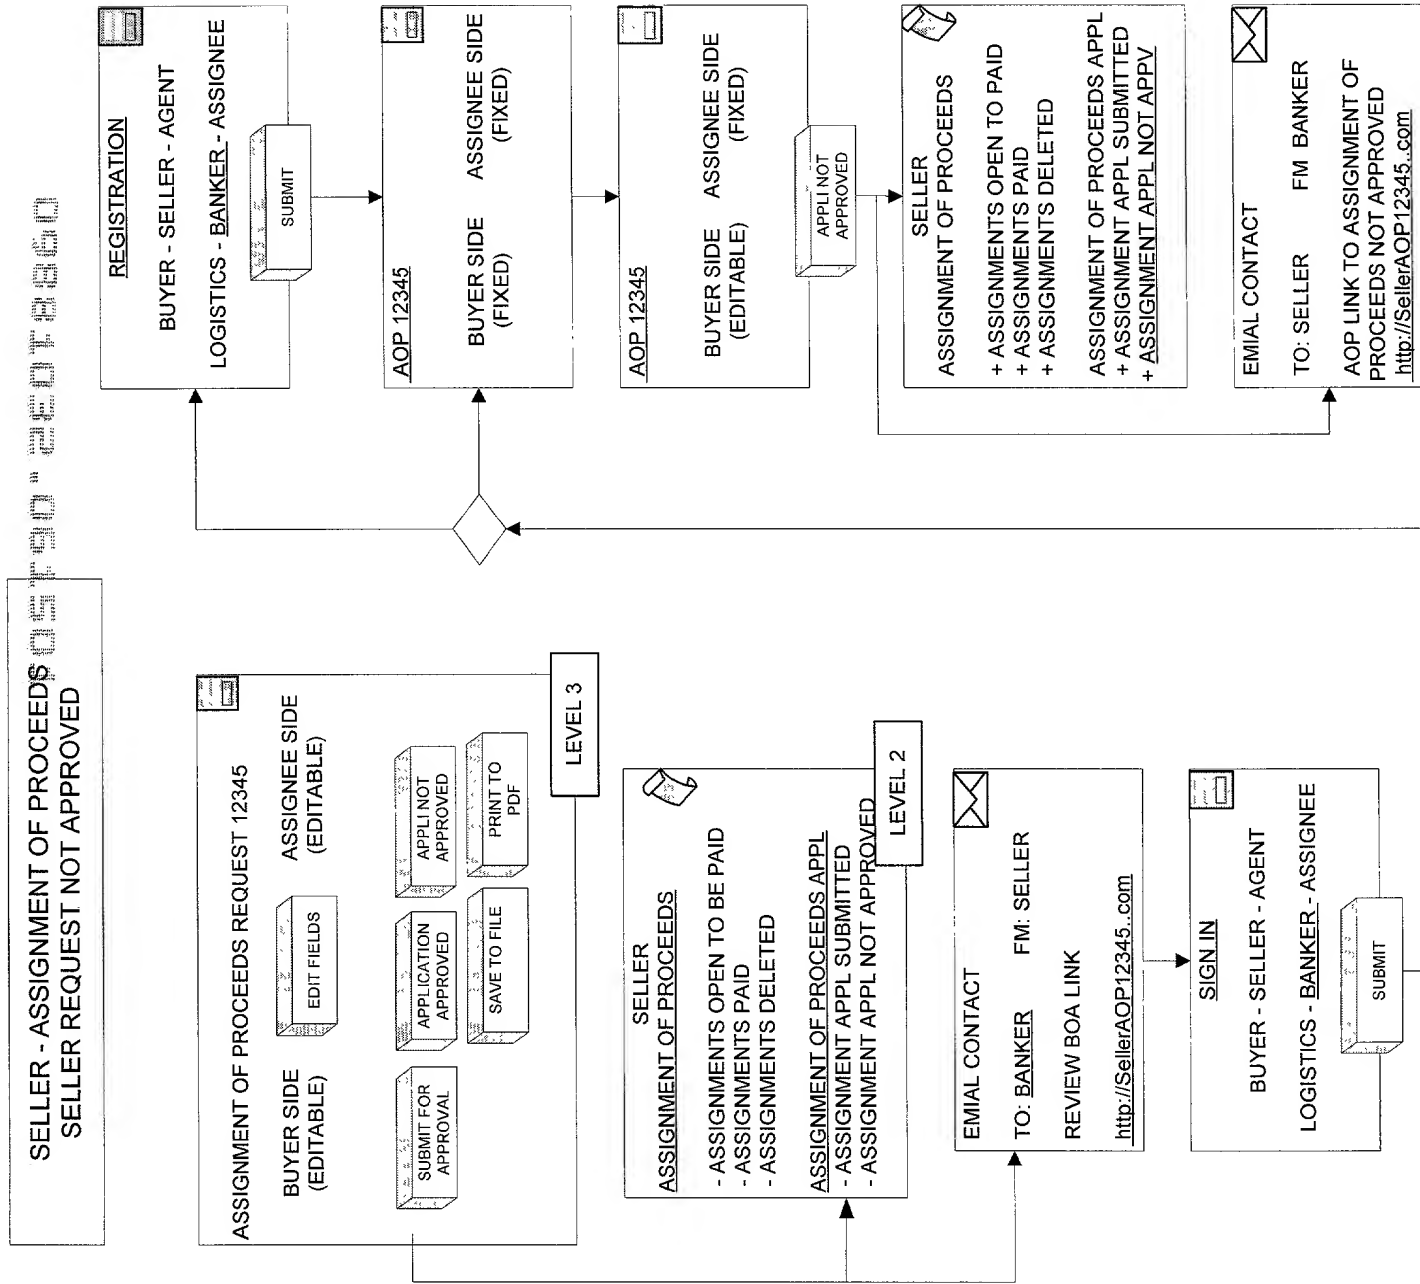 SELLER - ASSIGNMENT OF PROCEEDS
SELLER REQUEST NOT APPROVED
ASSIGNMENT OF PROCEEDS REQUEST 12345
BUYER SIDE
(EDITABLE)
EDIT FIELDS
ASSIGNEE SIDE
(EDITABLE)
SUBMIT FOR
APPROVAL
APPLICATION
APPROVED
APPLI NOT
APPROVED
SAVE TO FILE
PRINT TO
PDF
LEVEL 3
SELLER
ASSIGNMENT OF PROCEEDS
- ASSIGNMENTS OPEN TO BE PAID
- ASSIGNMENTS PAID
- ASSIGNMENTS DELETED
ASSIGNMENT OF PROCEEDS APPL
- ASSIGNMENT APPL SUBMITTED
- ASSIGNMENT APPL NOT APPROVED
LEVEL 2
EMIAL CONTACT
TO: BANKER FM: SELLER
REVIEW BOA LINK
http://SellerAOP12345..com
SIGN IN
BUYER - SELLER - AGENT
LOGISTICS - BANKER - ASSIGNEE
SUBMIT
REGISTRATION
BUYER - SELLER - AGENT
LOGISTICS - BANKER - ASSIGNEE
SUBMIT
AOP 12345
BUYER SIDE
(FIXED)
ASSIGNEE SIDE
(FIXED)
AOP 12345
BUYER SIDE
(EDITABLE)
ASSIGNEE SIDE
(FIXED)
APPLI NOT
APPROVED
SELLER
ASSIGNMENT OF PROCEEDS
+ ASSIGNMENTS OPEN TO PAID
+ ASSIGNMENTS PAID
+ ASSIGNMENTS DELETED
ASSIGNMENT OF PROCEEDS APPL
+ ASSIGNMENT APPL SUBMITTED
+ ASSIGNMENT APPL NOT APPV
EMIAL CONTACT
TO: SELLER FM BANKER
AOP LINK TO ASSIGNMENT OF
PROCEEDS NOT APPROVED
http://SellerAOP12345..com